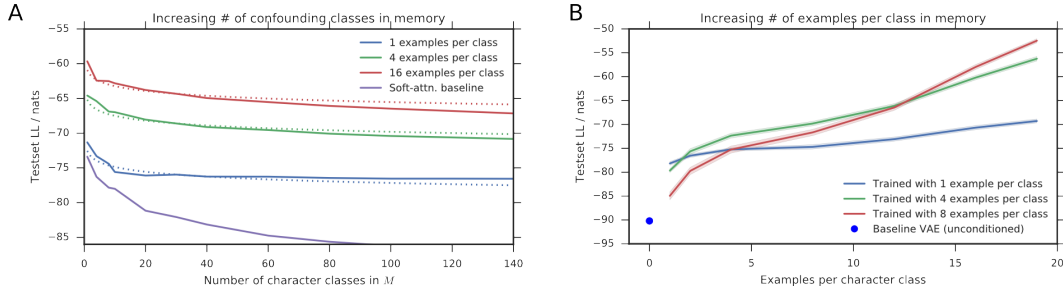 A
Increasing # of confounding classes in memory
Testset LL / nats
−55
−60
−65
−70
−75
−80
−85
1 examples per class
4 examples per class
16 examples per class
Soft-attn. baseline
0 20 40 60 80 100 120 140
Number of character classes in M
B
Increasing # of examples per class in memory
Testset LL / nats
−50
−55
−60
−65
−70
−75
−80
−85
−90
−95
Trained with 1 example per class
Trained with 4 examples per class
Trained with 8 examples per class
Baseline VAE (unconditioned)
0 5 10 15 20
Examples per character class